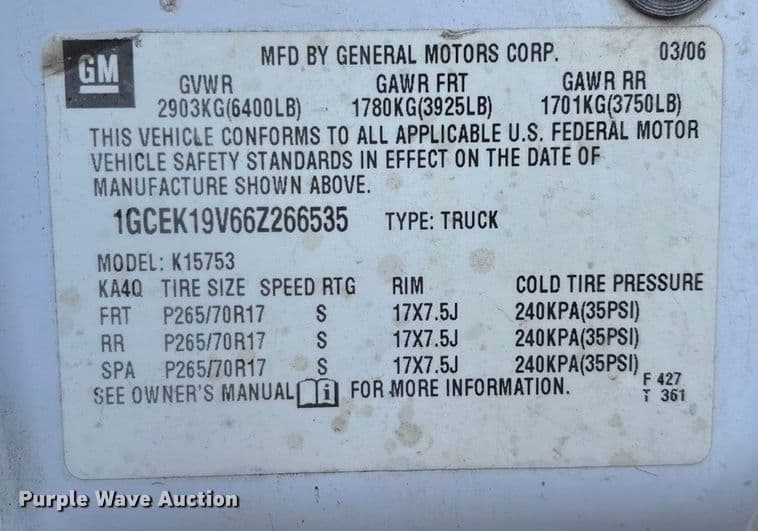 GM
MFD BY GENERAL MOTORS CORP. 03/06
GVWR GAWR FRT GAWR RR
2903KG(6400LB) 1780KG(3925LB) 1701KG(3750LB)
THIS VEHICLE CONFORMS TO ALL APPLICABLE U.S. FEDERAL MOTOR
VEHICLE SAFETY STANDARDS IN EFFECT ON THE DATE OF
MANUFACTURE SHOWN ABOVE.
1GCEK19V66Z266535 TYPE: TRUCK
MODEL: K15753
KA4Q TIRE SIZE SPEED RTG RIM COLD TIRE PRESSURE
FRT P265/70R17 S 17X7.5J 240KPA(35PSI)
RR P265/70R17 S 17X7.5J 240KPA(35PSI)
SPA P265/70R17 S 17X7.5J 240KPA(35PSI)
SEE OWNER'S MANUAL i FOR MORE INFORMATION.
F 427
T 361
Purple Wave Auction